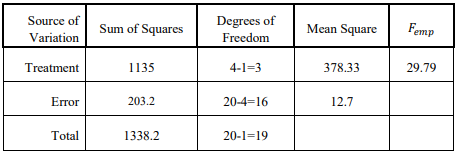 Source of Variation Sum of Squares Degrees of Freedom Mean Square F_emp
Treatment 1135 4-1=3 378.33 29.79
Error 203.2 20-4=16 12.7
Total 1338.2 20-1=19